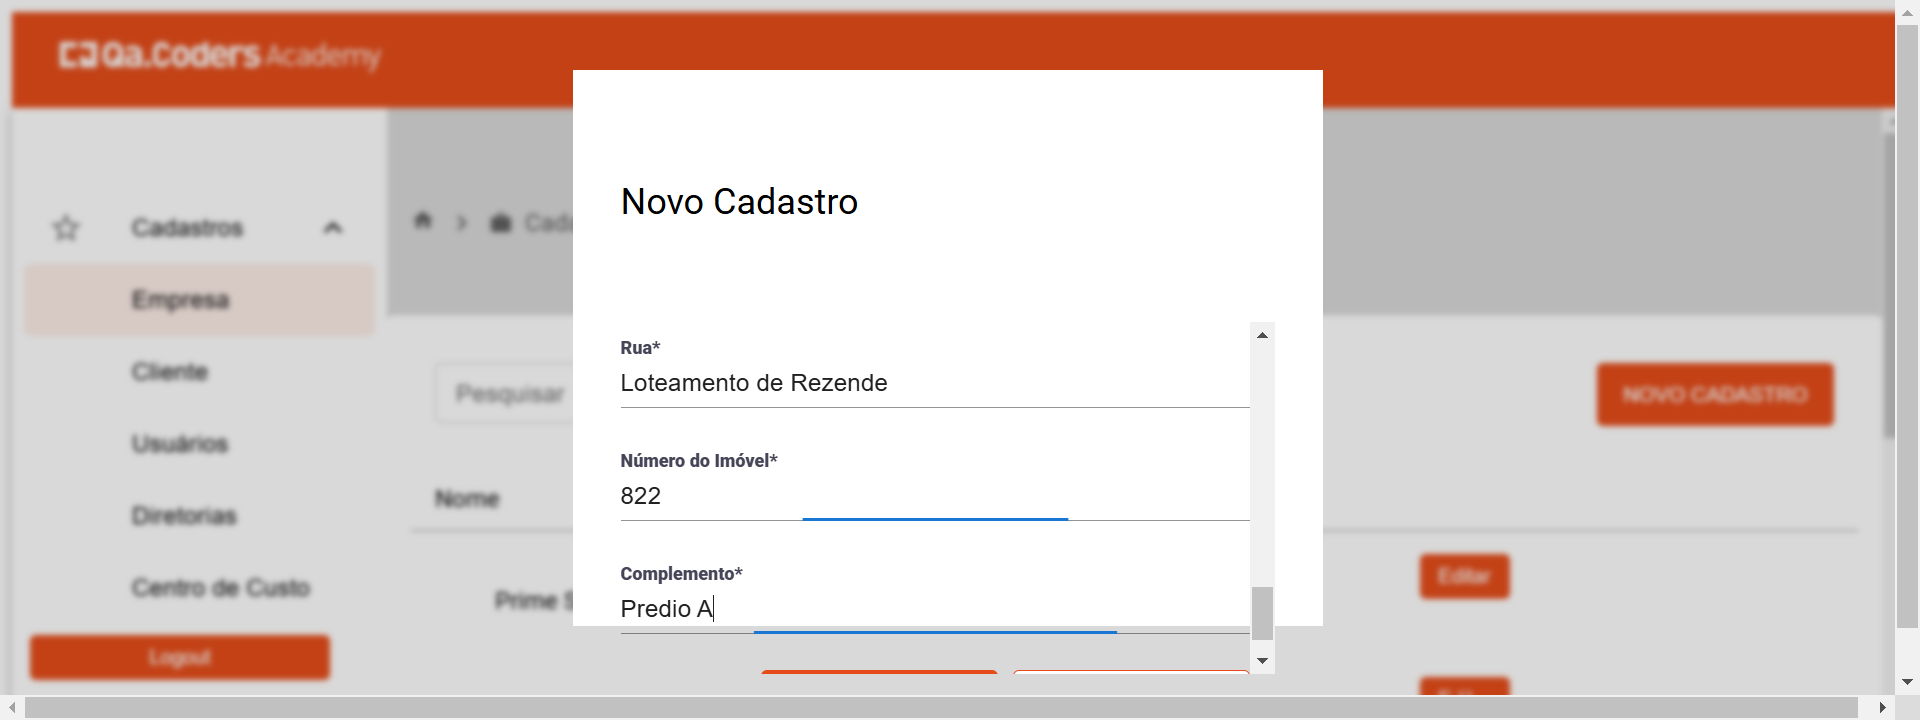 Qa.Coders Academy
Cadastros
Empresa
Cliente
Usuários
Diretorias
Centro de Custo
Logout
Pesquisar
NOVO CADASTRO
Nome
Prime
Editar
Novo Cadastro
Rua*
Loteamento de Rezende
Número do Imóvel*
822
Complemento*
Predio A